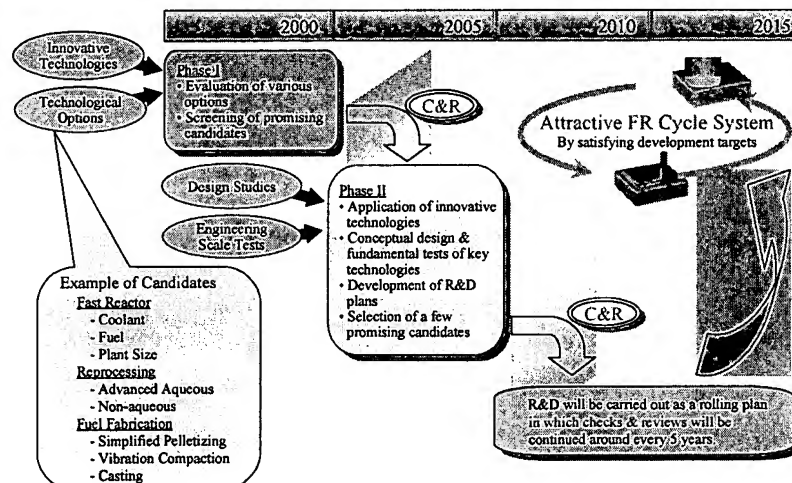 2000 2005 2010 2015
Innovative
Technologies
Technological
Options
Phase I
• Evaluation of various
options
• Screening of promising
candidates
C&R
Attractive FR Cycle System
By satisfying development targets
Design Studies
Engineering
Scale Tests
Phase II
• Application of innovative
technologies
• Conceptual design &
fundamental tests of key
technologies
• Development of R&D
plans
• Selection of a few
promising candidates
C&R
Example of Candidates
Fast Reactor
- Coolant
- Fuel
- Plant Size
Reprocessing
- Advanced Aqueous
- Non-aqueous
Fuel Fabrication
- Simplified Pelletizing
- Vibration Compaction
- Casting
R&D will be carried out as a rolling plan
in which checks & reviews will be
continued around every 5 years.